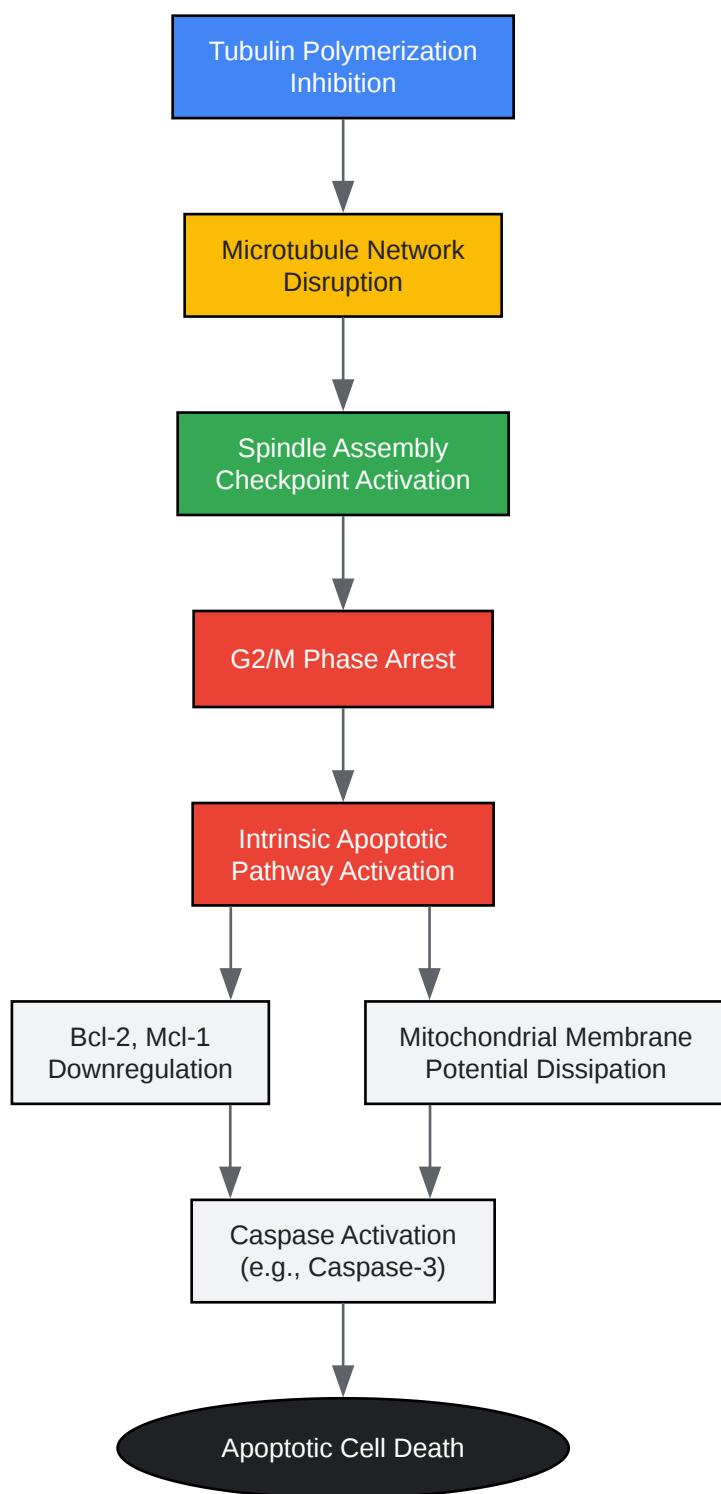 Tubulin Polymerization
Inhibition
Microtubule Network
Disruption
Spindle Assembly
Checkpoint Activation
G2/M Phase Arrest
Intrinsic Apoptotic
Pathway Activation
Bcl-2, Mcl-1
Downregulation
Mitochondrial Membrane
Potential Dissipation
Caspase Activation
(e.g., Caspase-3)
Apoptotic Cell Death